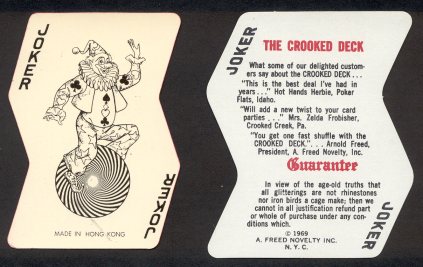 JOKER
JOKER
MADE IN HONG KONG
JOKER
THE CROOKED DECK
What some of our delighted custom-
ers say about the CROOKED DECK...
"This is the best deal I've had in
years..." Hot Hands Herbie, Poker
Flats, Idaho.
"Will add a new twist to your card
parties ..." Mrs. Zelda Frobisher,
Crooked Creek, Pa.
"You get one fast shuffle with the
CROOKED DECK."... Arnold Freed,
President, A. Freed Novelty, Inc.
Guarantee
In view of the age-old truths that
all glitterings are not rhinestones
nor iron birds a cage make; then we
cannot in all justification refund part
or whole of purchase under any con-
ditions which.
© 1969
A. FREED NOVELTY INC.
N. Y. C.
JOKER